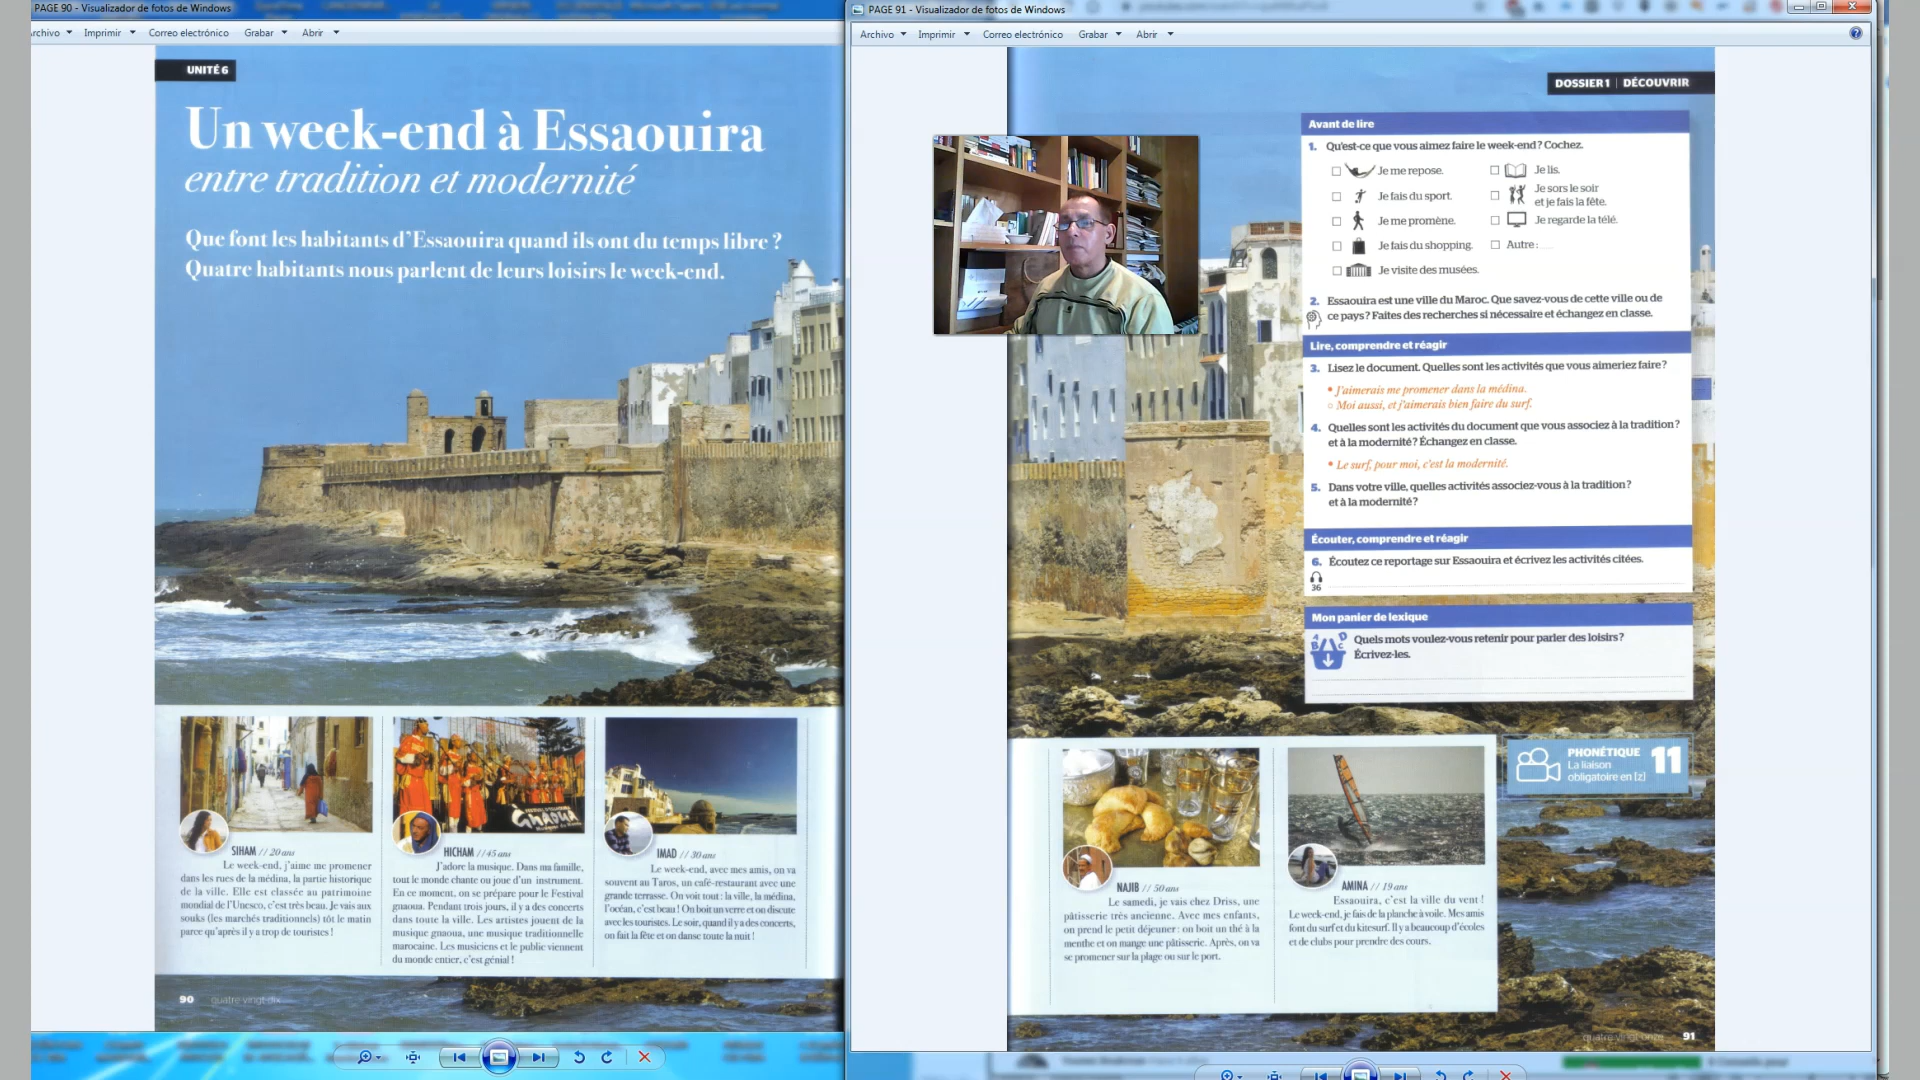 PAGE 90 - Visualizador de fotos de Windows
Archivo Imprimir Correo electrónico Grabar Abrir
UNITÉ 6
Un week-end à Essaouira
entre tradition et modernité
Que font les habitants d'Essaouira quand ils ont du temps libre ?
Quatre habitants nous parlent de leurs loisirs le week-end.
SIHAM // 20 ans
Le week-end, j'aime me promener
dans les rues de la médina, la partie historique
de la ville. Elle est classée au patrimoine
mondial de l'Unesco, c'est très beau. Je vais aux
souks (les marchés traditionnels) tôt le matin
parce qu'après il y a trop de touristes !
Gnaoua
HICHAM // 45 ans
J'adore la musique. Dans ma famille,
tout le monde chante ou joue d'un instrument.
En ce moment, on se prépare pour le Festival
gnaoua. Pendant trois jours, il y a des concerts
dans toute la ville. Les artistes jouent de la
musique gnaoua, une musique traditionnelle
marocaine. Les musiciens et le public viennent
du monde entier, c'est génial !
IMAD // 30 ans
Le week-end, avec mes amis, on va
souvent au Taros, un café-restaurant avec une
grande terrasse. On voit tout : la ville, la médina,
l'océan, c'est beau ! On boit un verre et on discute
avec les touristes. Le soir, quand il y a des concerts,
on fait la fête et on danse toute la nuit !
90 quatre-vingt-dix
PAGE 91 - Visualizador de fotos de Windows
Archivo Imprimir Correo electrónico Grabar Abrir
DOSSIER 1 | DÉCOUVRIR
Avant de lire
1. Qu'est-ce que vous aimez faire le week-end ? Cochez.
Je me repose. Je lis.
Je fais du sport. Je sors le soir
et je fais la fête.
Je me promène. Je regarde la télé.
Je fais du shopping. Autre :
Je visite des musées.
2. Essaouira est une ville du Maroc. Que savez-vous de cette ville ou de
ce pays ? Faites des recherches si nécessaire et échangez en classe.
Lire, comprendre et réagir
3. Lisez le document. Quelles sont les activités que vous aimeriez faire ?
• J'aimerais me promener dans la médina.
○ Moi aussi, et j'aimerais bien faire du surf.
4. Quelles sont les activités du document que vous associez à la tradition ?
et à la modernité ? Échangez en classe.
• Le surf, pour moi, c'est la modernité.
5. Dans votre ville, quelles activités associez-vous à la tradition ?
et à la modernité ?
Écouter, comprendre et réagir
6. Écoutez ce reportage sur Essaouira et écrivez les activités citées.
36
Mon panier de lexique
A B C D
Quels mots voulez-vous retenir pour parler des loisirs ?
Écrivez-les.
PHONÉTIQUE 11
La liaison
obligatoire en [z]
NAJIB // 50 ans
Le samedi, je vais chez Driss, une
pâtisserie très ancienne. Avec mes enfants,
on prend le petit déjeuner : on boit un thé à la
menthe et on mange une pâtisserie. Après, on va
se promener sur la plage ou sur le port.
AMINA // 19 ans
Essaouira, c'est la ville du vent !
Le week-end, je fais de la planche à voile. Mes amis
font du surf et du kitesurf. Il y a beaucoup d'écoles
et de clubs pour prendre des cours.
quatre-vingt-onze 91